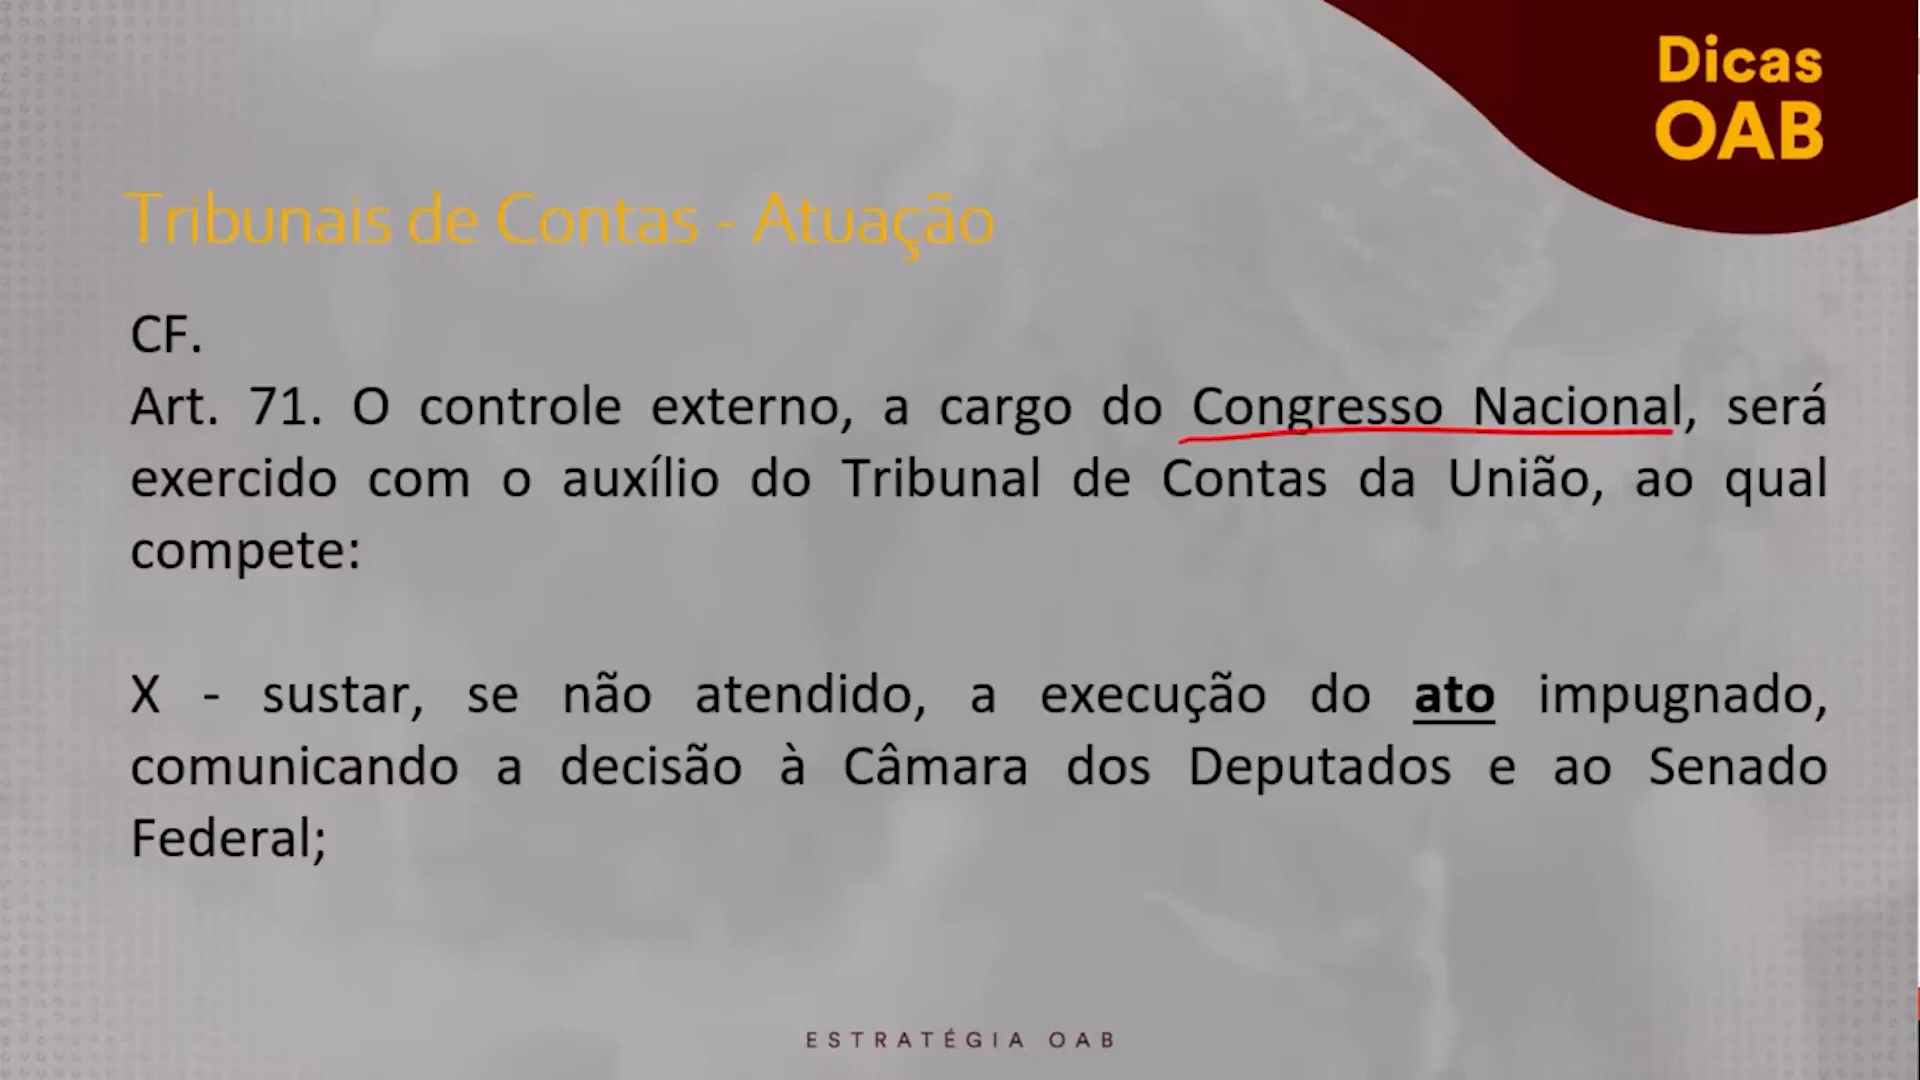 Dicas
OAB
Tribunais de Contas - Atuação
CF.
Art. 71. O controle externo, a cargo do Congresso Nacional, será
exercido com o auxílio do Tribunal de Contas da União, ao qual
compete:
X - sustar, se não atendido, a execução do ato impugnado,
comunicando a decisão à Câmara dos Deputados e ao Senado
Federal;
ESTRATÉGIA OAB